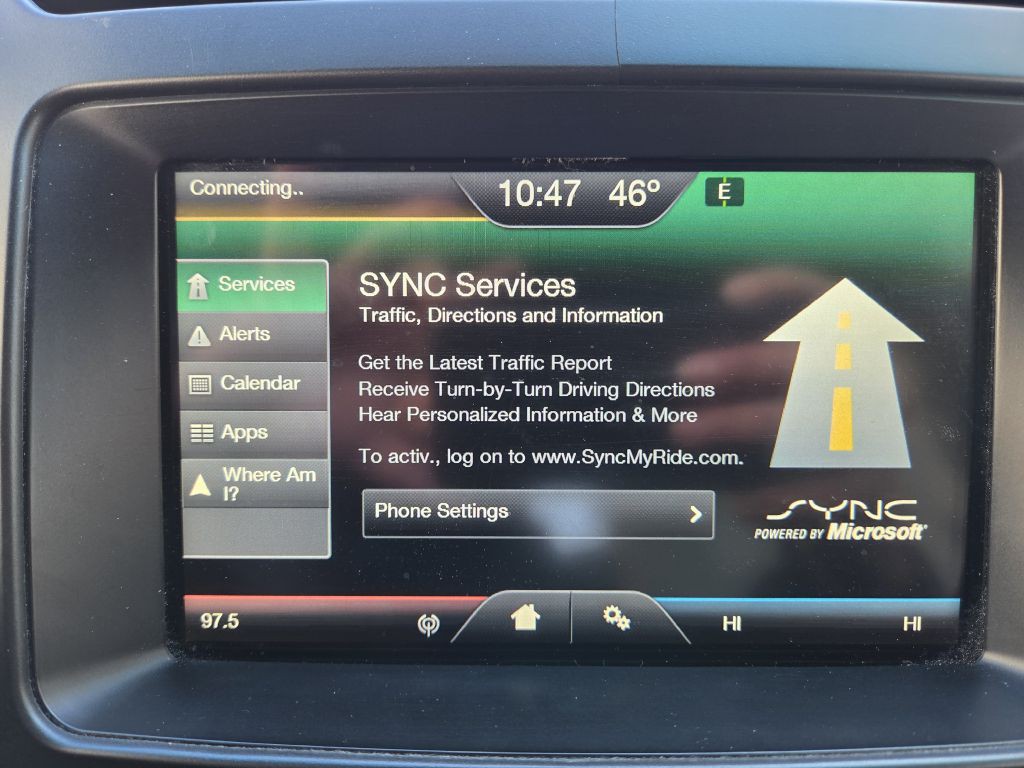 Connecting..
10:47 46°
E
Services
Alerts
Calendar
Apps
Where Am
I?
SYNC Services
Traffic, Directions and Information
Get the Latest Traffic Report
Receive Turn-by-Turn Driving Directions
Hear Personalized Information & More
To activ., log on to www.SyncMyRide.com.
Phone Settings
SYNC
POWERED BY Microsoft®
97.5
HI
HI